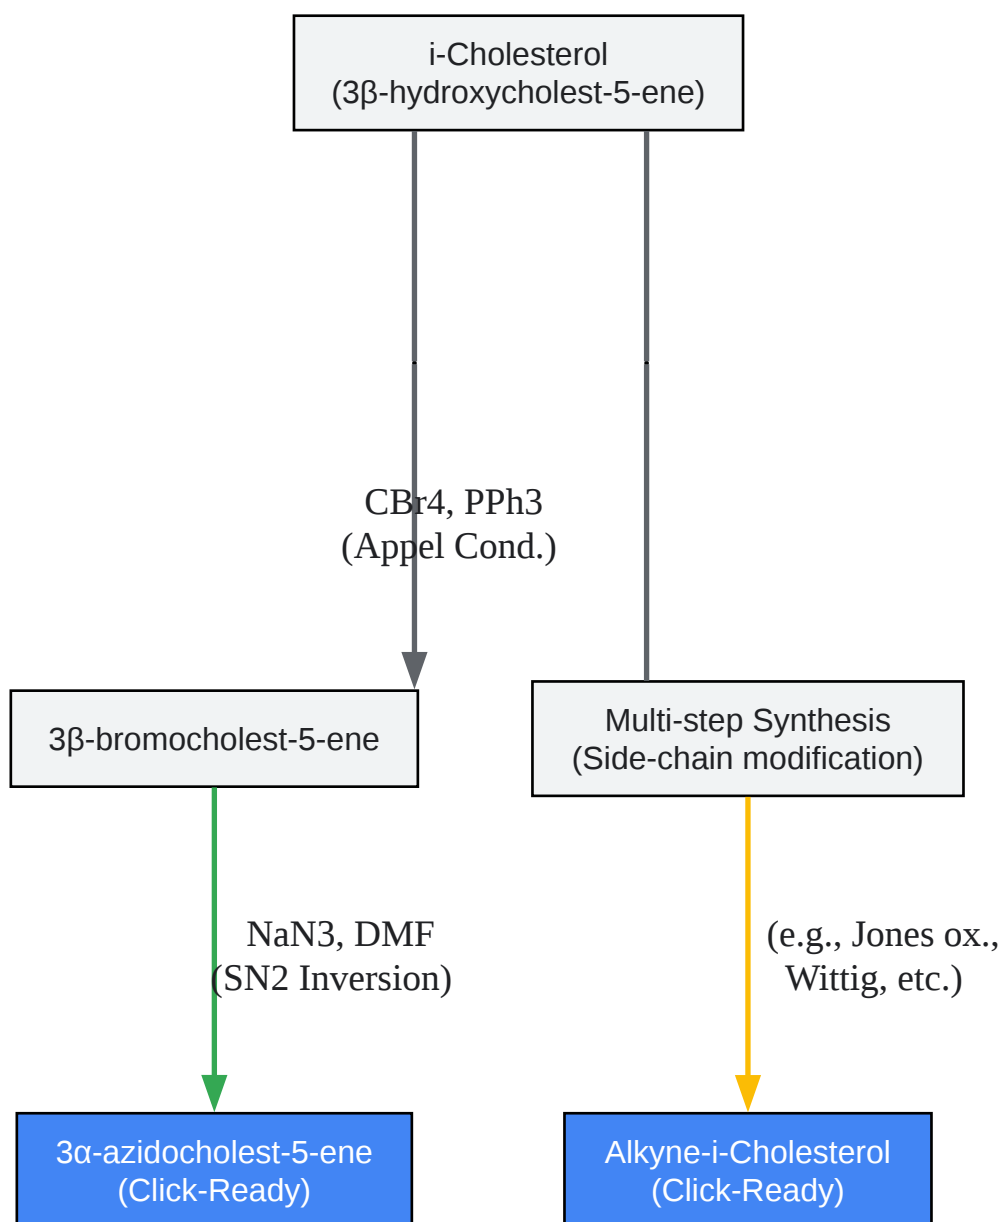 i-Cholesterol
(3β-hydroxycholest-5-ene)
CBr4, PPh3
(Appel Cond.)
3β-bromocholest-5-ene
Multi-step Synthesis
(Side-chain modification)
NaN3, DMF
(SN2 Inversion)
(e.g., Jones ox.,
Wittig, etc.)
3α-azidocholest-5-ene
(Click-Ready)
Alkyne-i-Cholesterol
(Click-Ready)